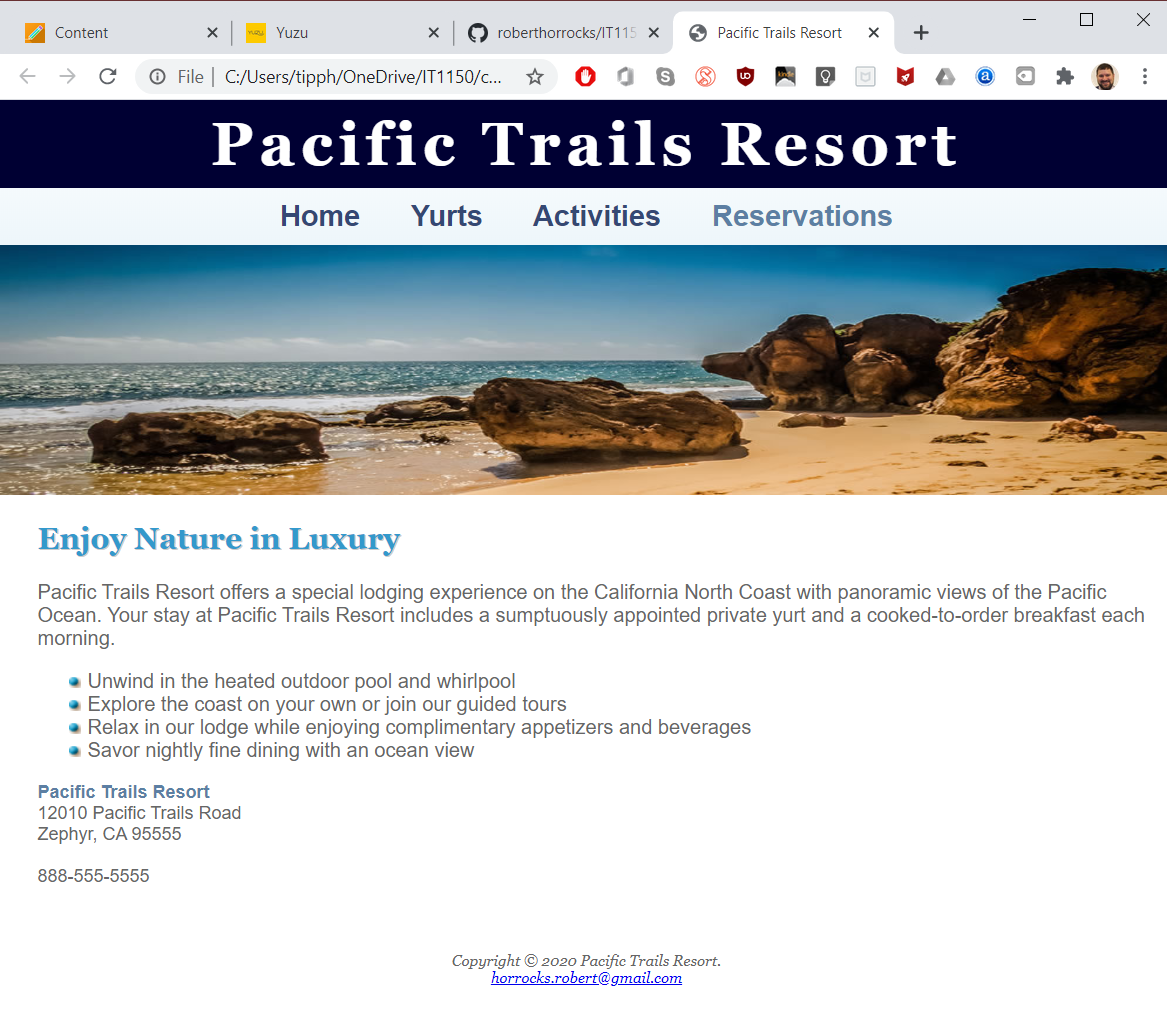 Content
Yuzu
roberthorrocks/IT115
Pacific Trails Resort
File | C:/Users/tipph/OneDrive/IT1150/c...
Pacific Trails Resort
Home Yurts Activities Reservations
Enjoy Nature in Luxury
Pacific Trails Resort offers a special lodging experience on the California North Coast with panoramic views of the Pacific
Ocean. Your stay at Pacific Trails Resort includes a sumptuously appointed private yurt and a cooked-to-order breakfast each
morning.
Unwind in the heated outdoor pool and whirlpool
Explore the coast on your own or join our guided tours
Relax in our lodge while enjoying complimentary appetizers and beverages
Savor nightly fine dining with an ocean view
Pacific Trails Resort
12010 Pacific Trails Road
Zephyr, CA 95555
888-555-5555
Copyright © 2020 Pacific Trails Resort.
horrocks.robert@gmail.com